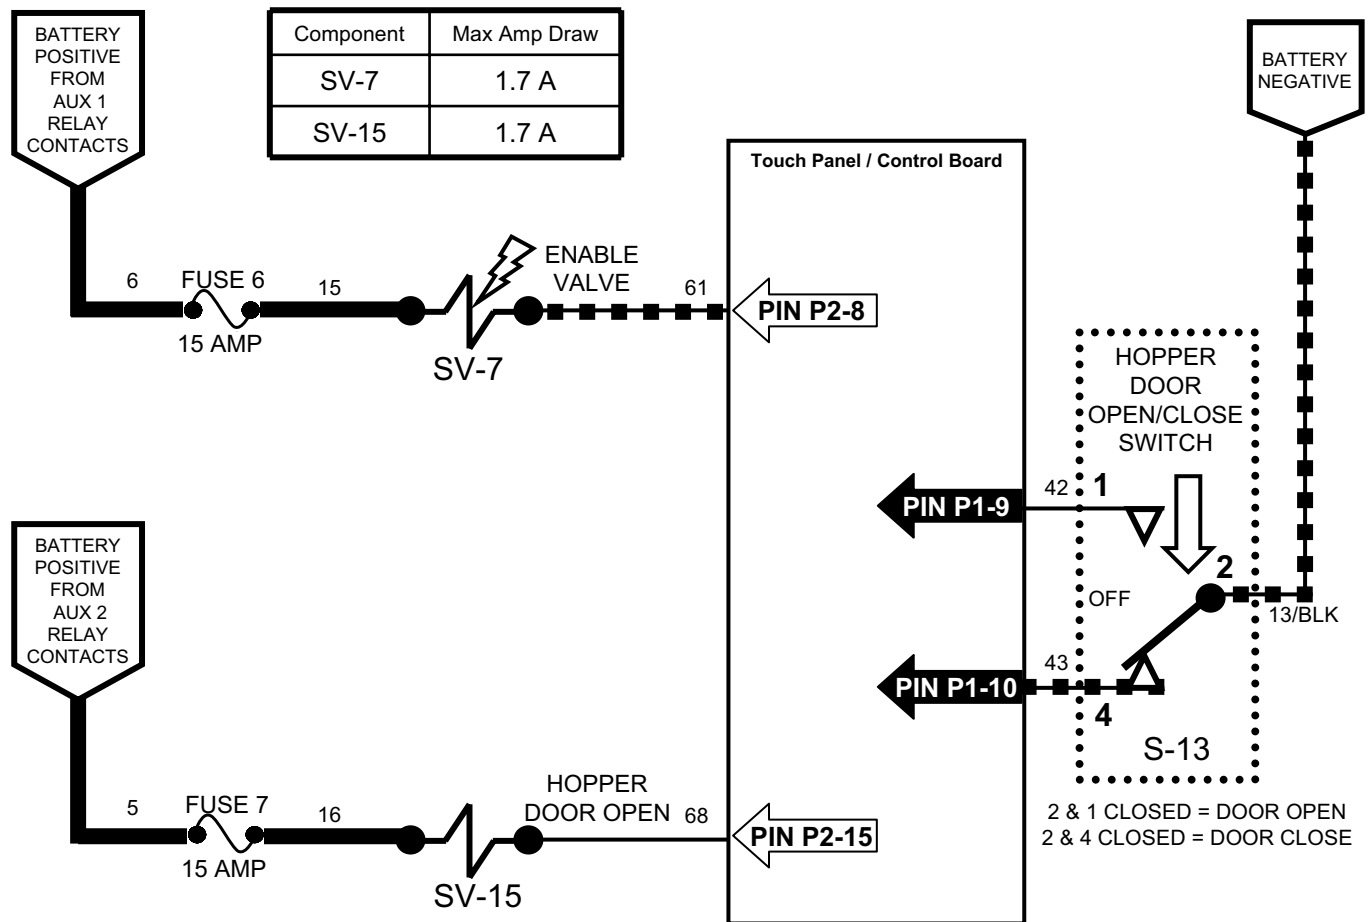 BATTERY
POSITIVE
FROM
AUX 1
RELAY
CONTACTS
Component Max Amp Draw
SV-7 1.7 A
SV-15 1.7 A
BATTERY
NEGATIVE
Touch Panel / Control Board
6
FUSE 6
15 AMP
15
SV-7
ENABLE
VALVE
61
PIN P2-8
HOPPER
DOOR
OPEN/CLOSE
SWITCH
PIN P1-9
42
1
2
OFF
13/BLK
PIN P1-10
43
4
S-13
2 & 1 CLOSED = DOOR OPEN
2 & 4 CLOSED = DOOR CLOSE
BATTERY
POSITIVE
FROM
AUX 2
RELAY
CONTACTS
5
FUSE 7
15 AMP
16
SV-15
HOPPER
DOOR OPEN
68
PIN P2-15